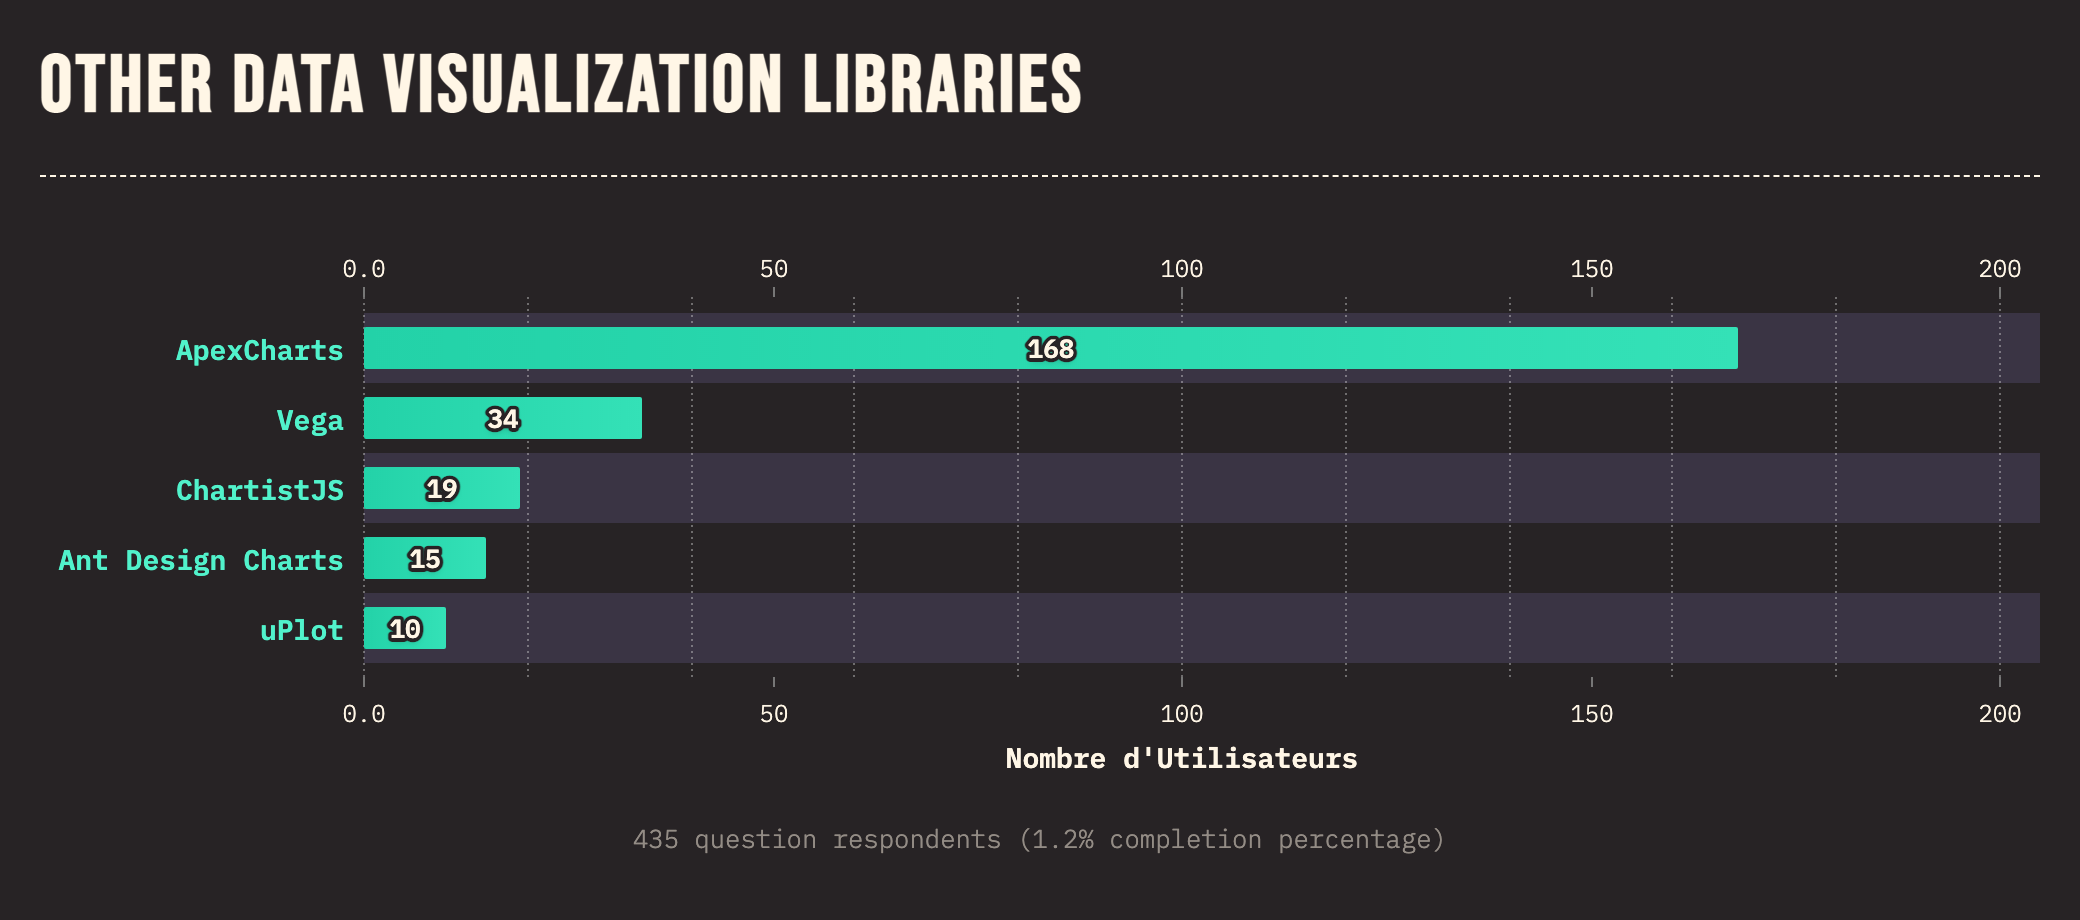 OTHER DATA VISUALIZATION LIBRARIES
0.0 50 100 150 200
ApexCharts 168
Vega 34
ChartistJS 19
Ant Design Charts 15
uPlot 10
0.0 50 100 150 200
Nombre d'Utilisateurs
435 question respondents (1.2% completion percentage)